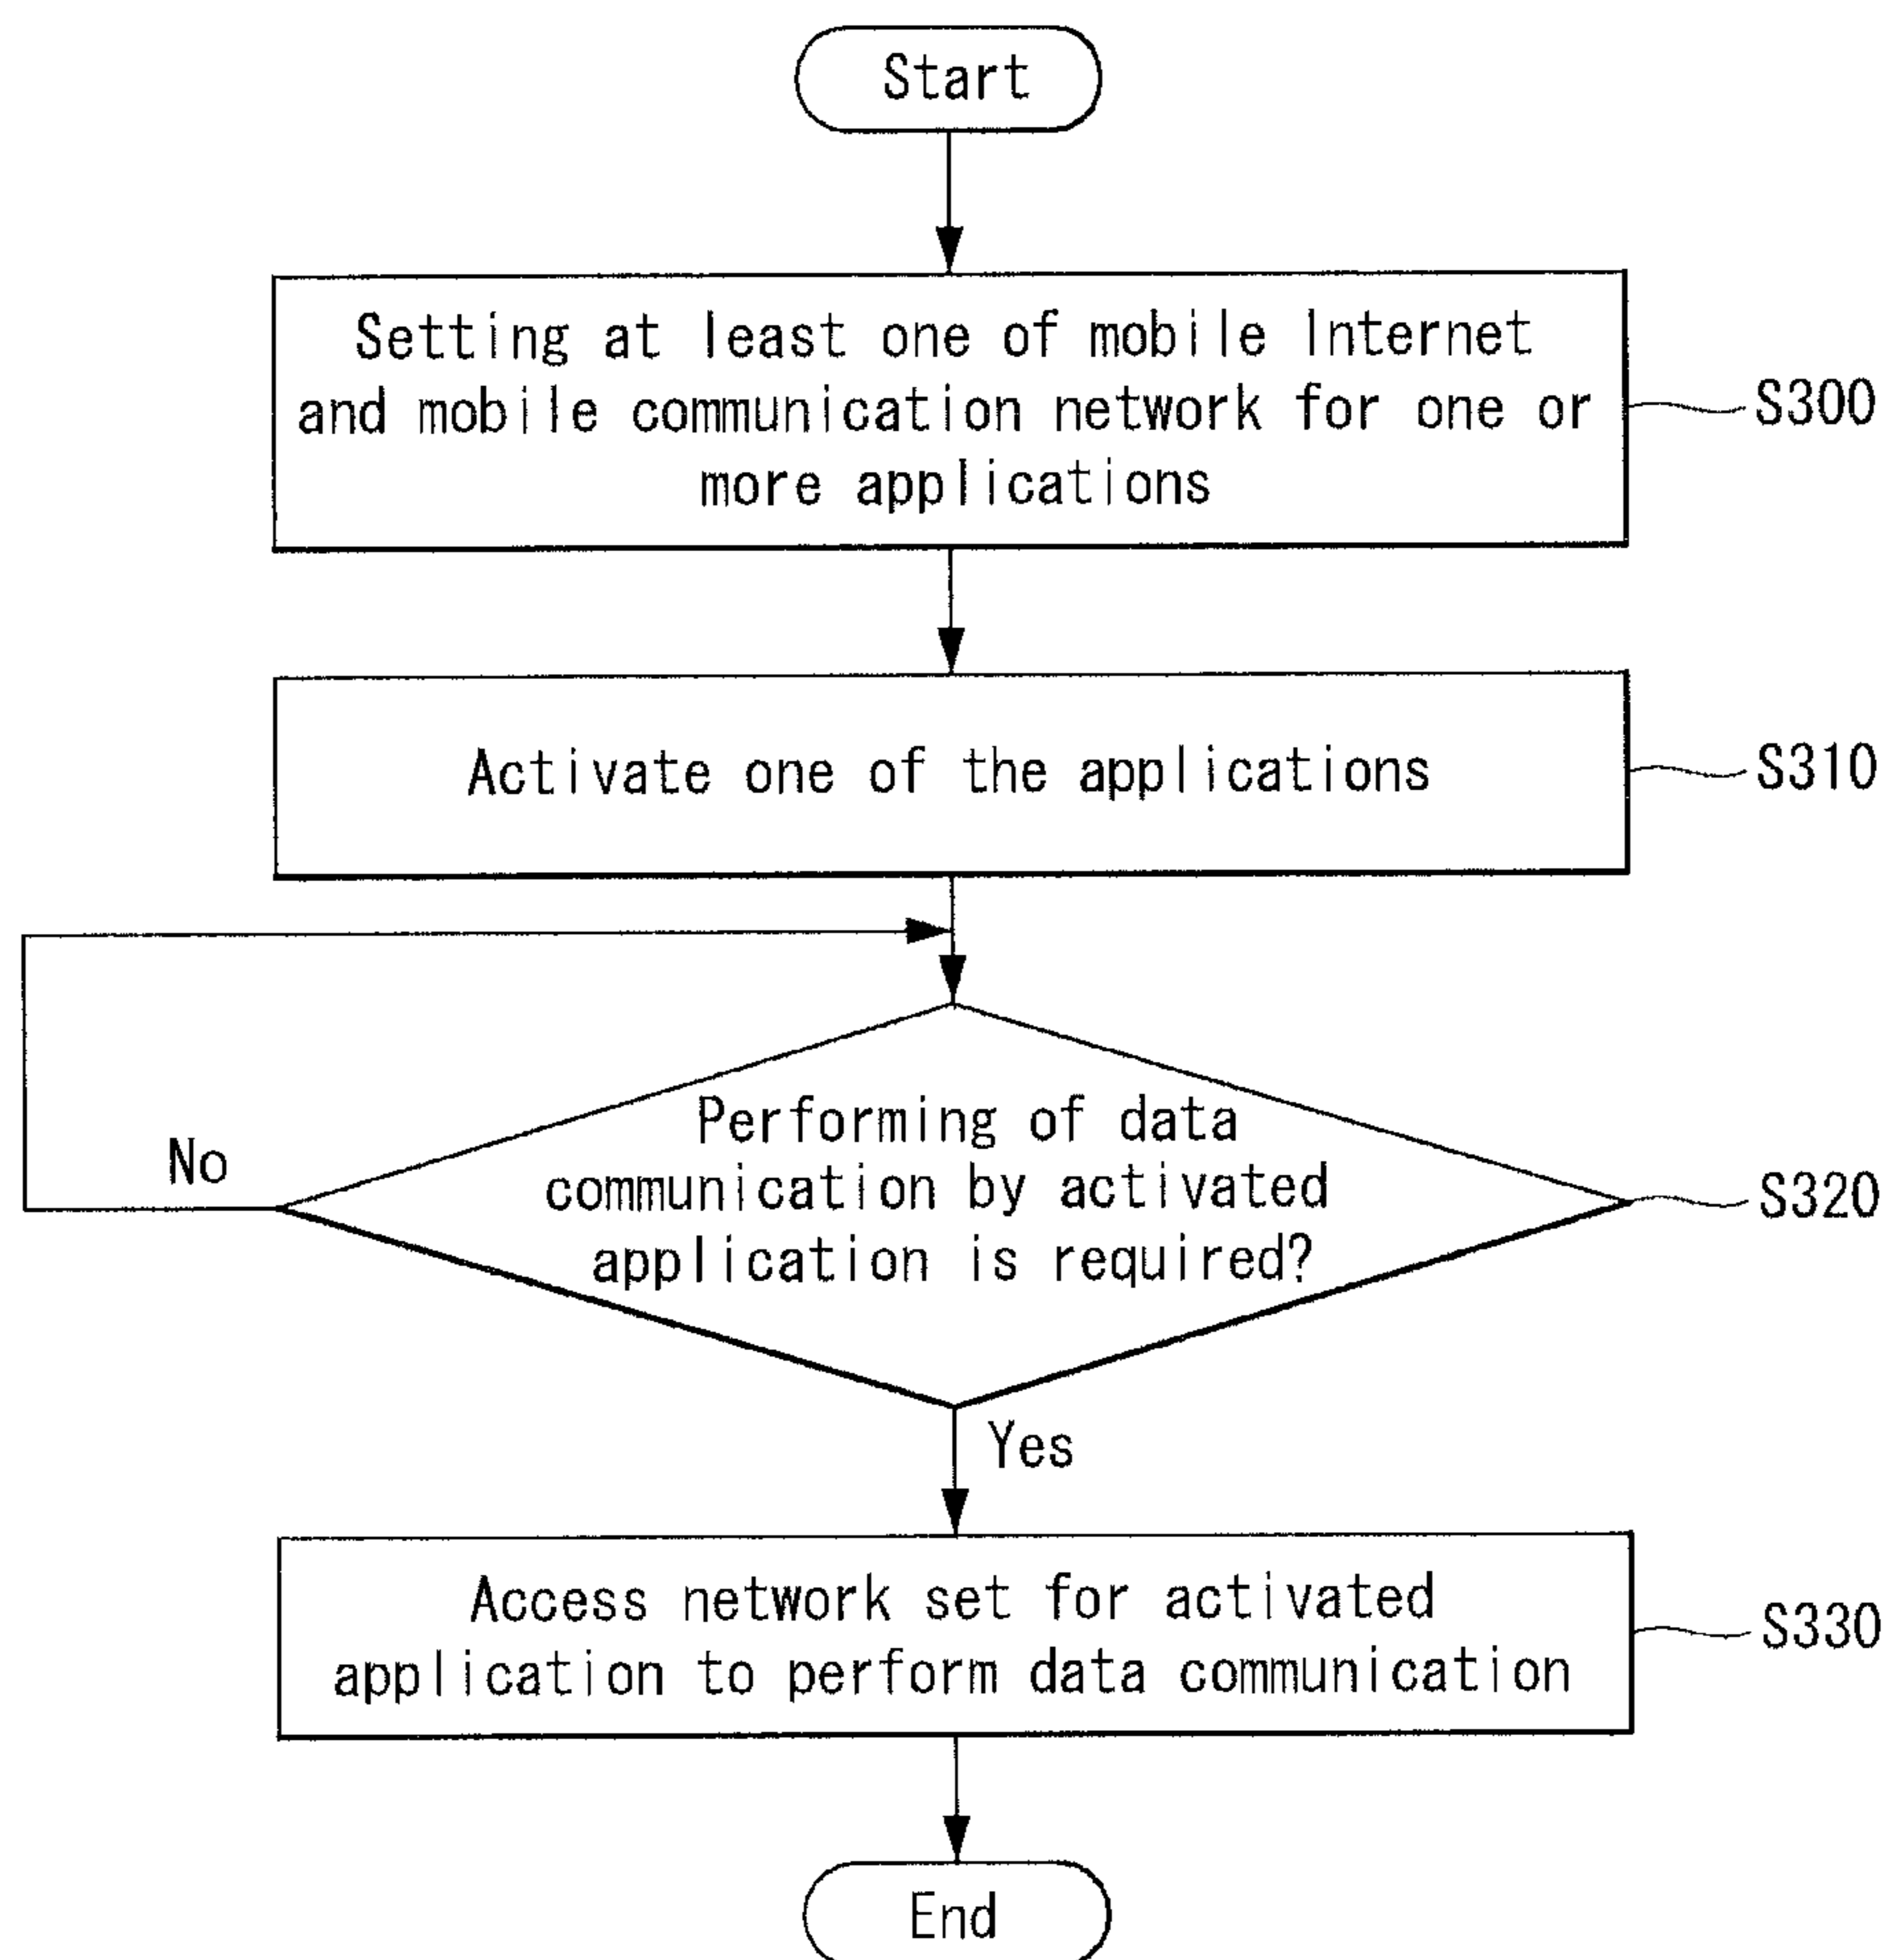 Start
Setting at least one of mobile Internet
and mobile communication network for one or
more applications
S300
Activate one of the applications
S310
Performing of data
communication by activated
application is required?
No
S320
Yes
Access network set for activated
application to perform data communication
S330
End